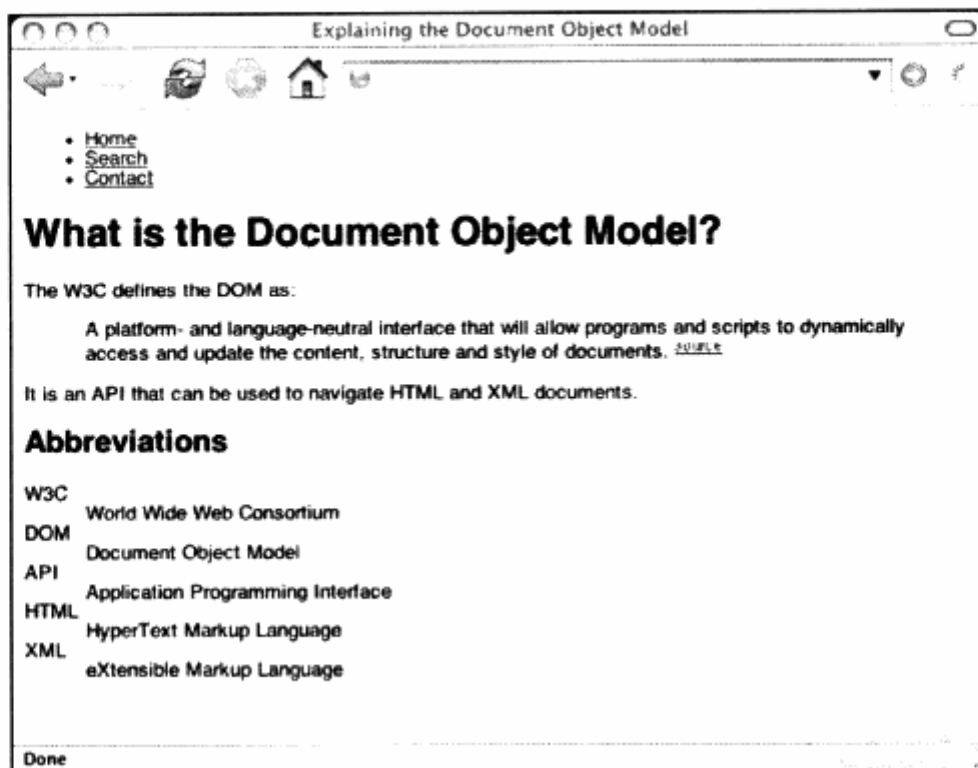 Explaining the Document Object Model
• Home
• Search
• Contact
What is the Document Object Model?
The W3C defines the DOM as:
A platform- and language-neutral interface that will allow programs and scripts to dynamically
access and update the content, structure and style of documents. source
It is an API that can be used to navigate HTML and XML documents.
Abbreviations
W3C
World Wide Web Consortium
DOM
Document Object Model
API
Application Programming Interface
HTML
HyperText Markup Language
XML
eXtensible Markup Language
Done